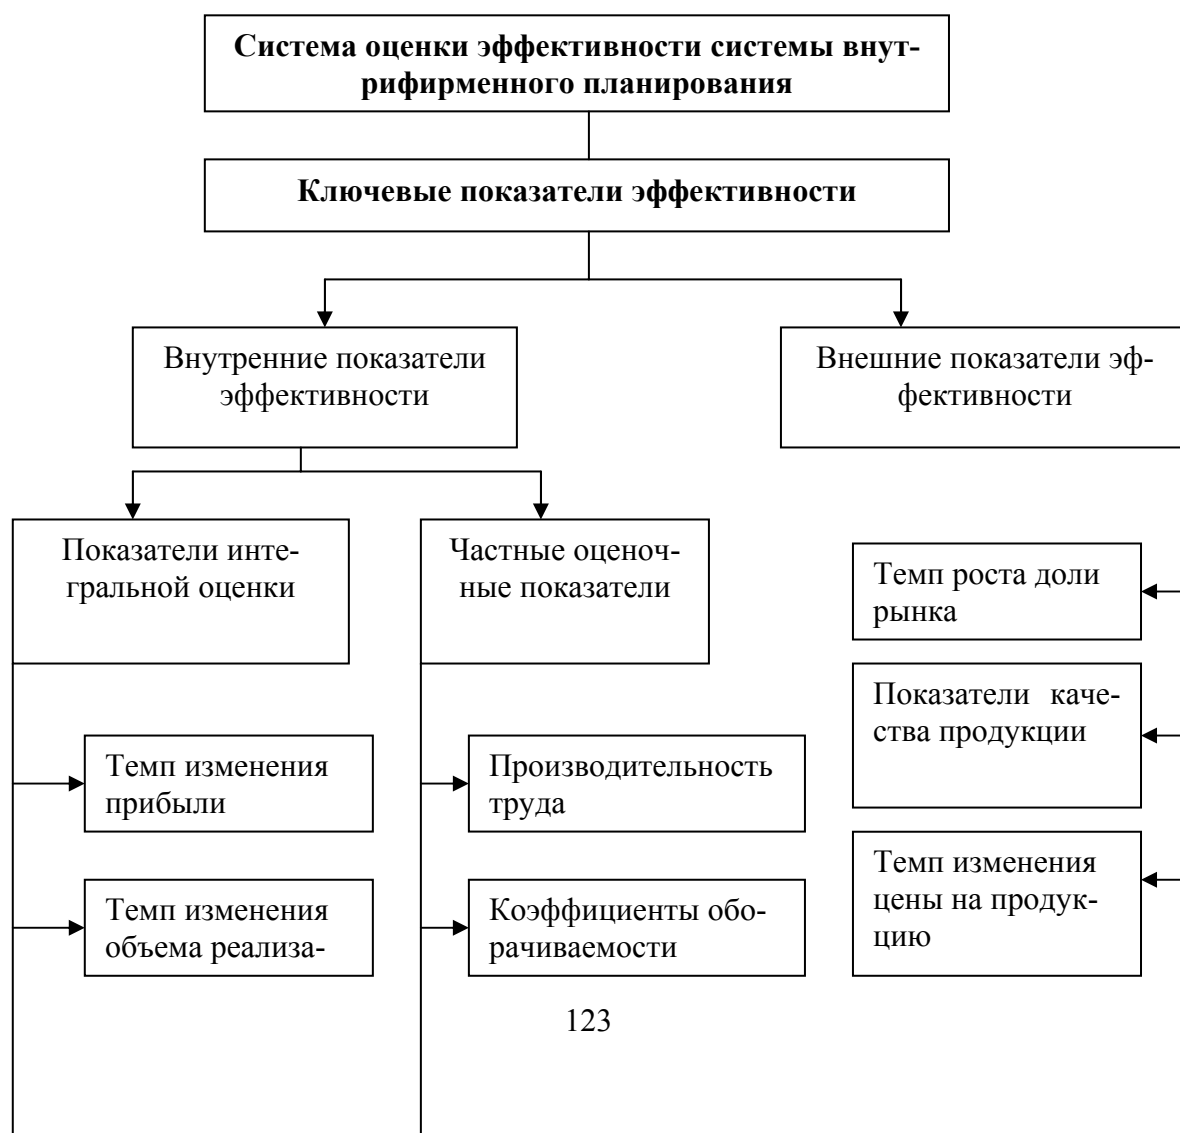 Система оценки эффективности системы внут-
рифирменного планирования
Ключевые показатели эффективности
Внутренние показатели
эффективности
Внешние показатели эф-
фективности
Показатели инте-
гральной оценки
Частные оценоч-
ные показатели
Темп роста доли
рынка
Показатели каче-
ства продукции
Темп изменения
прибыли
Производительность
труда
Темп изменения
цены на продук-
цию
Темп изменения
объема реализа-
Коэффициенты обо-
рачиваемости
123